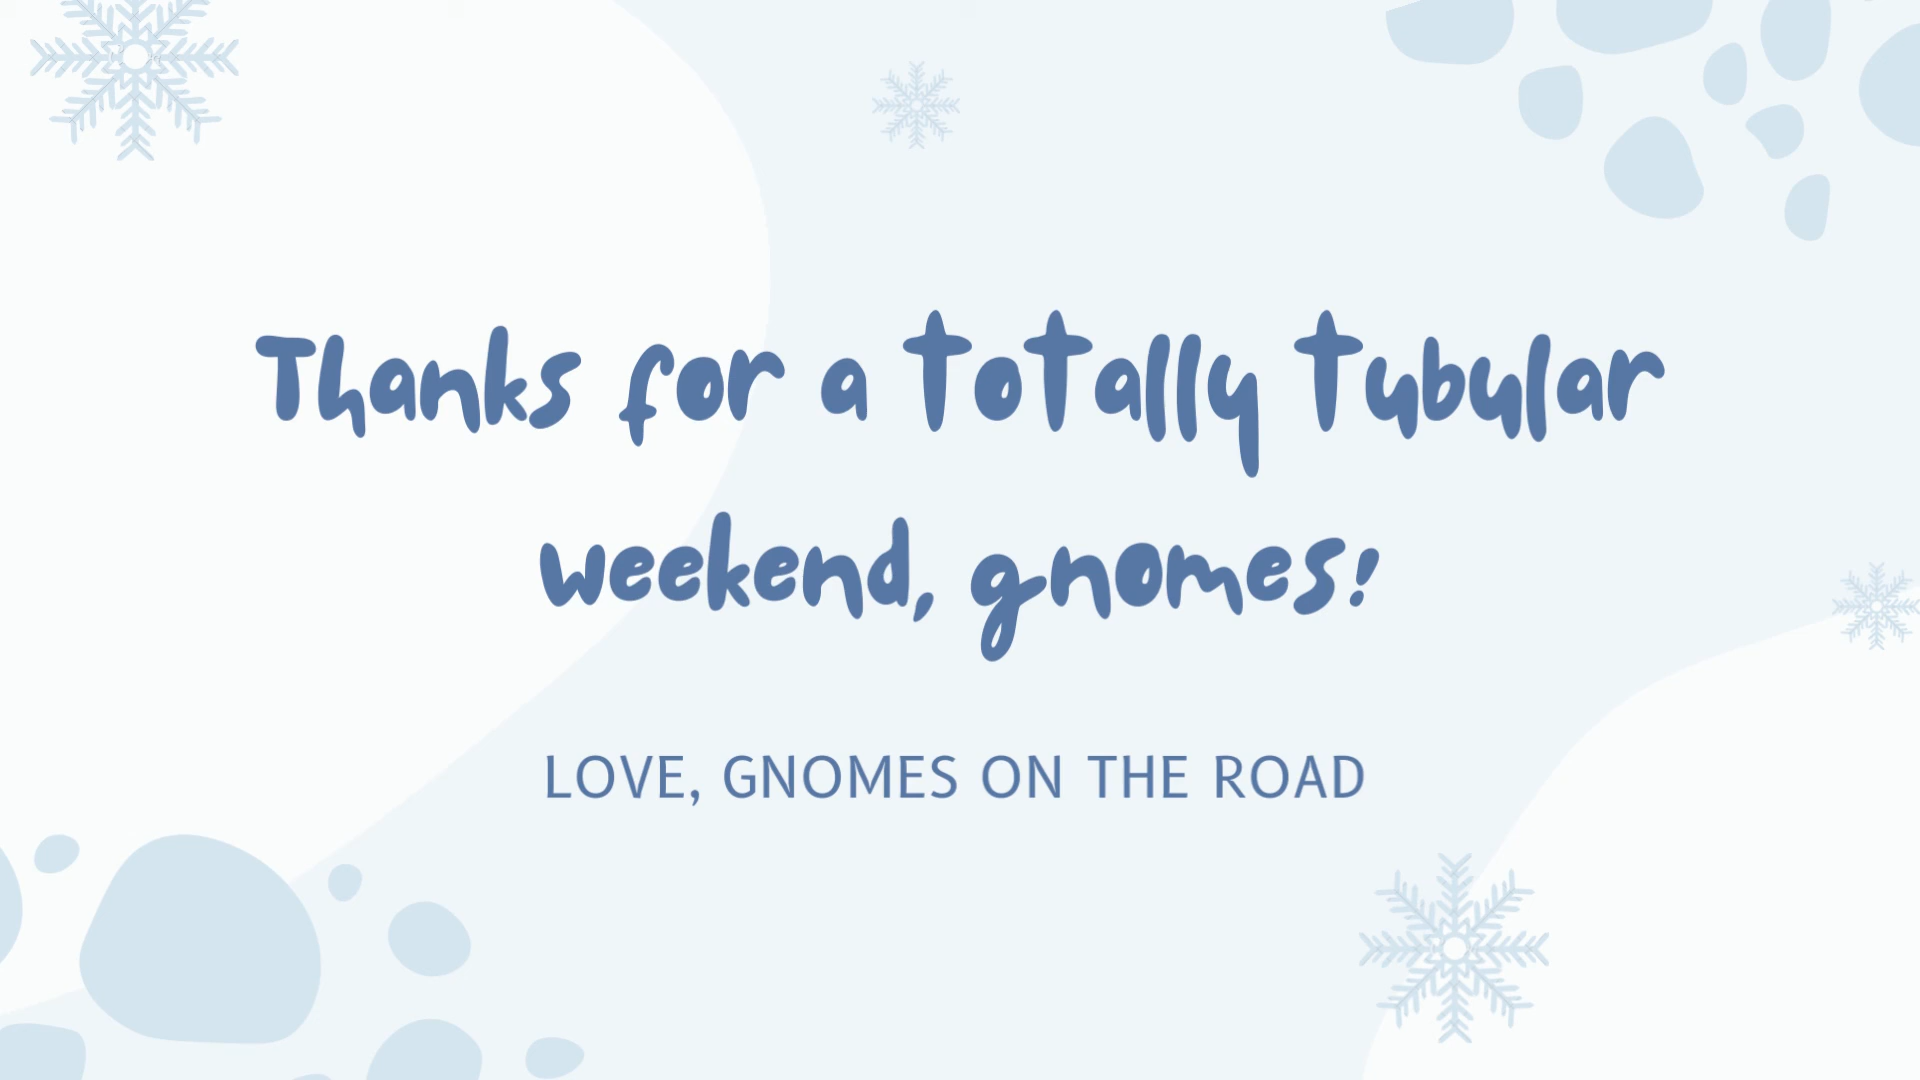 Thanks for a totally tubular
weekend, gnomes!
LOVE, GNOMES ON THE ROAD